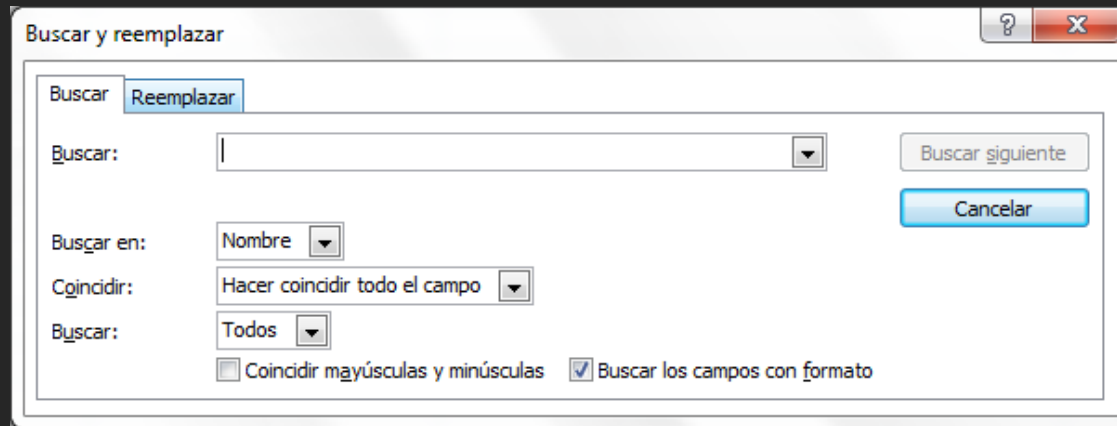 Buscar y reemplazar
Buscar
Reemplazar
Buscar:
Buscar siguiente
Cancelar
Buscar en:
Nombre
Coincidir:
Hacer coincidir todo el campo
Buscar:
Todos
Coincidir mayúsculas y minúsculas
Buscar los campos con formato